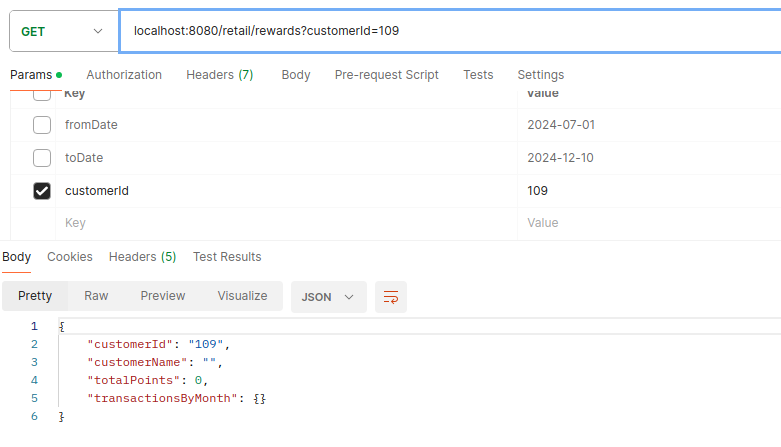 GET localhost:8080/retail/rewards?customerId=109
Params Authorization Headers (7) Body Pre-request Script Tests Settings
Key Value
fromDate 2024-07-01
toDate 2024-12-10
customerId 109
Key Value
Body Cookies Headers (5) Test Results
Pretty Raw Preview Visualize JSON
1 {
2 "customerId": "109",
3 "customerName": "",
4 "totalPoints": 0,
5 "transactionsByMonth": {}
6 }